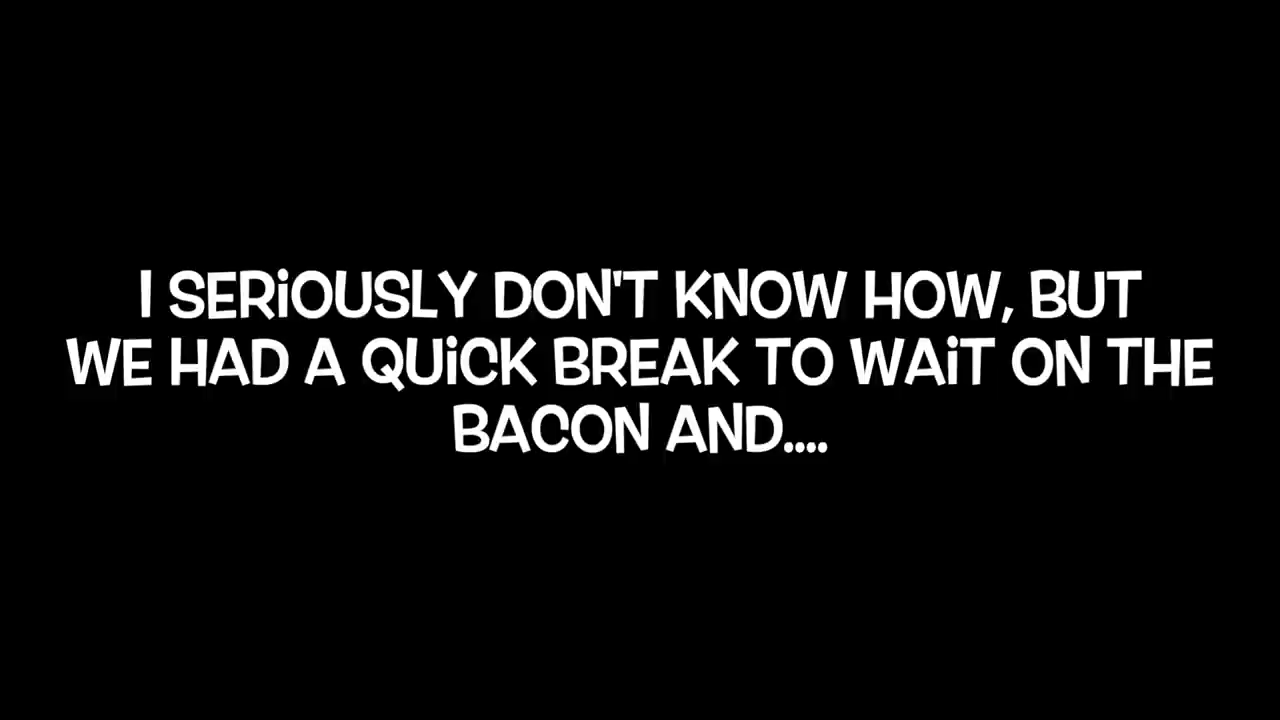 I SERiOUSLY DON'T KNOW HOW, BUT
WE HAD A QUiCK BREAK TO WAiT ON THE
BACON AND....